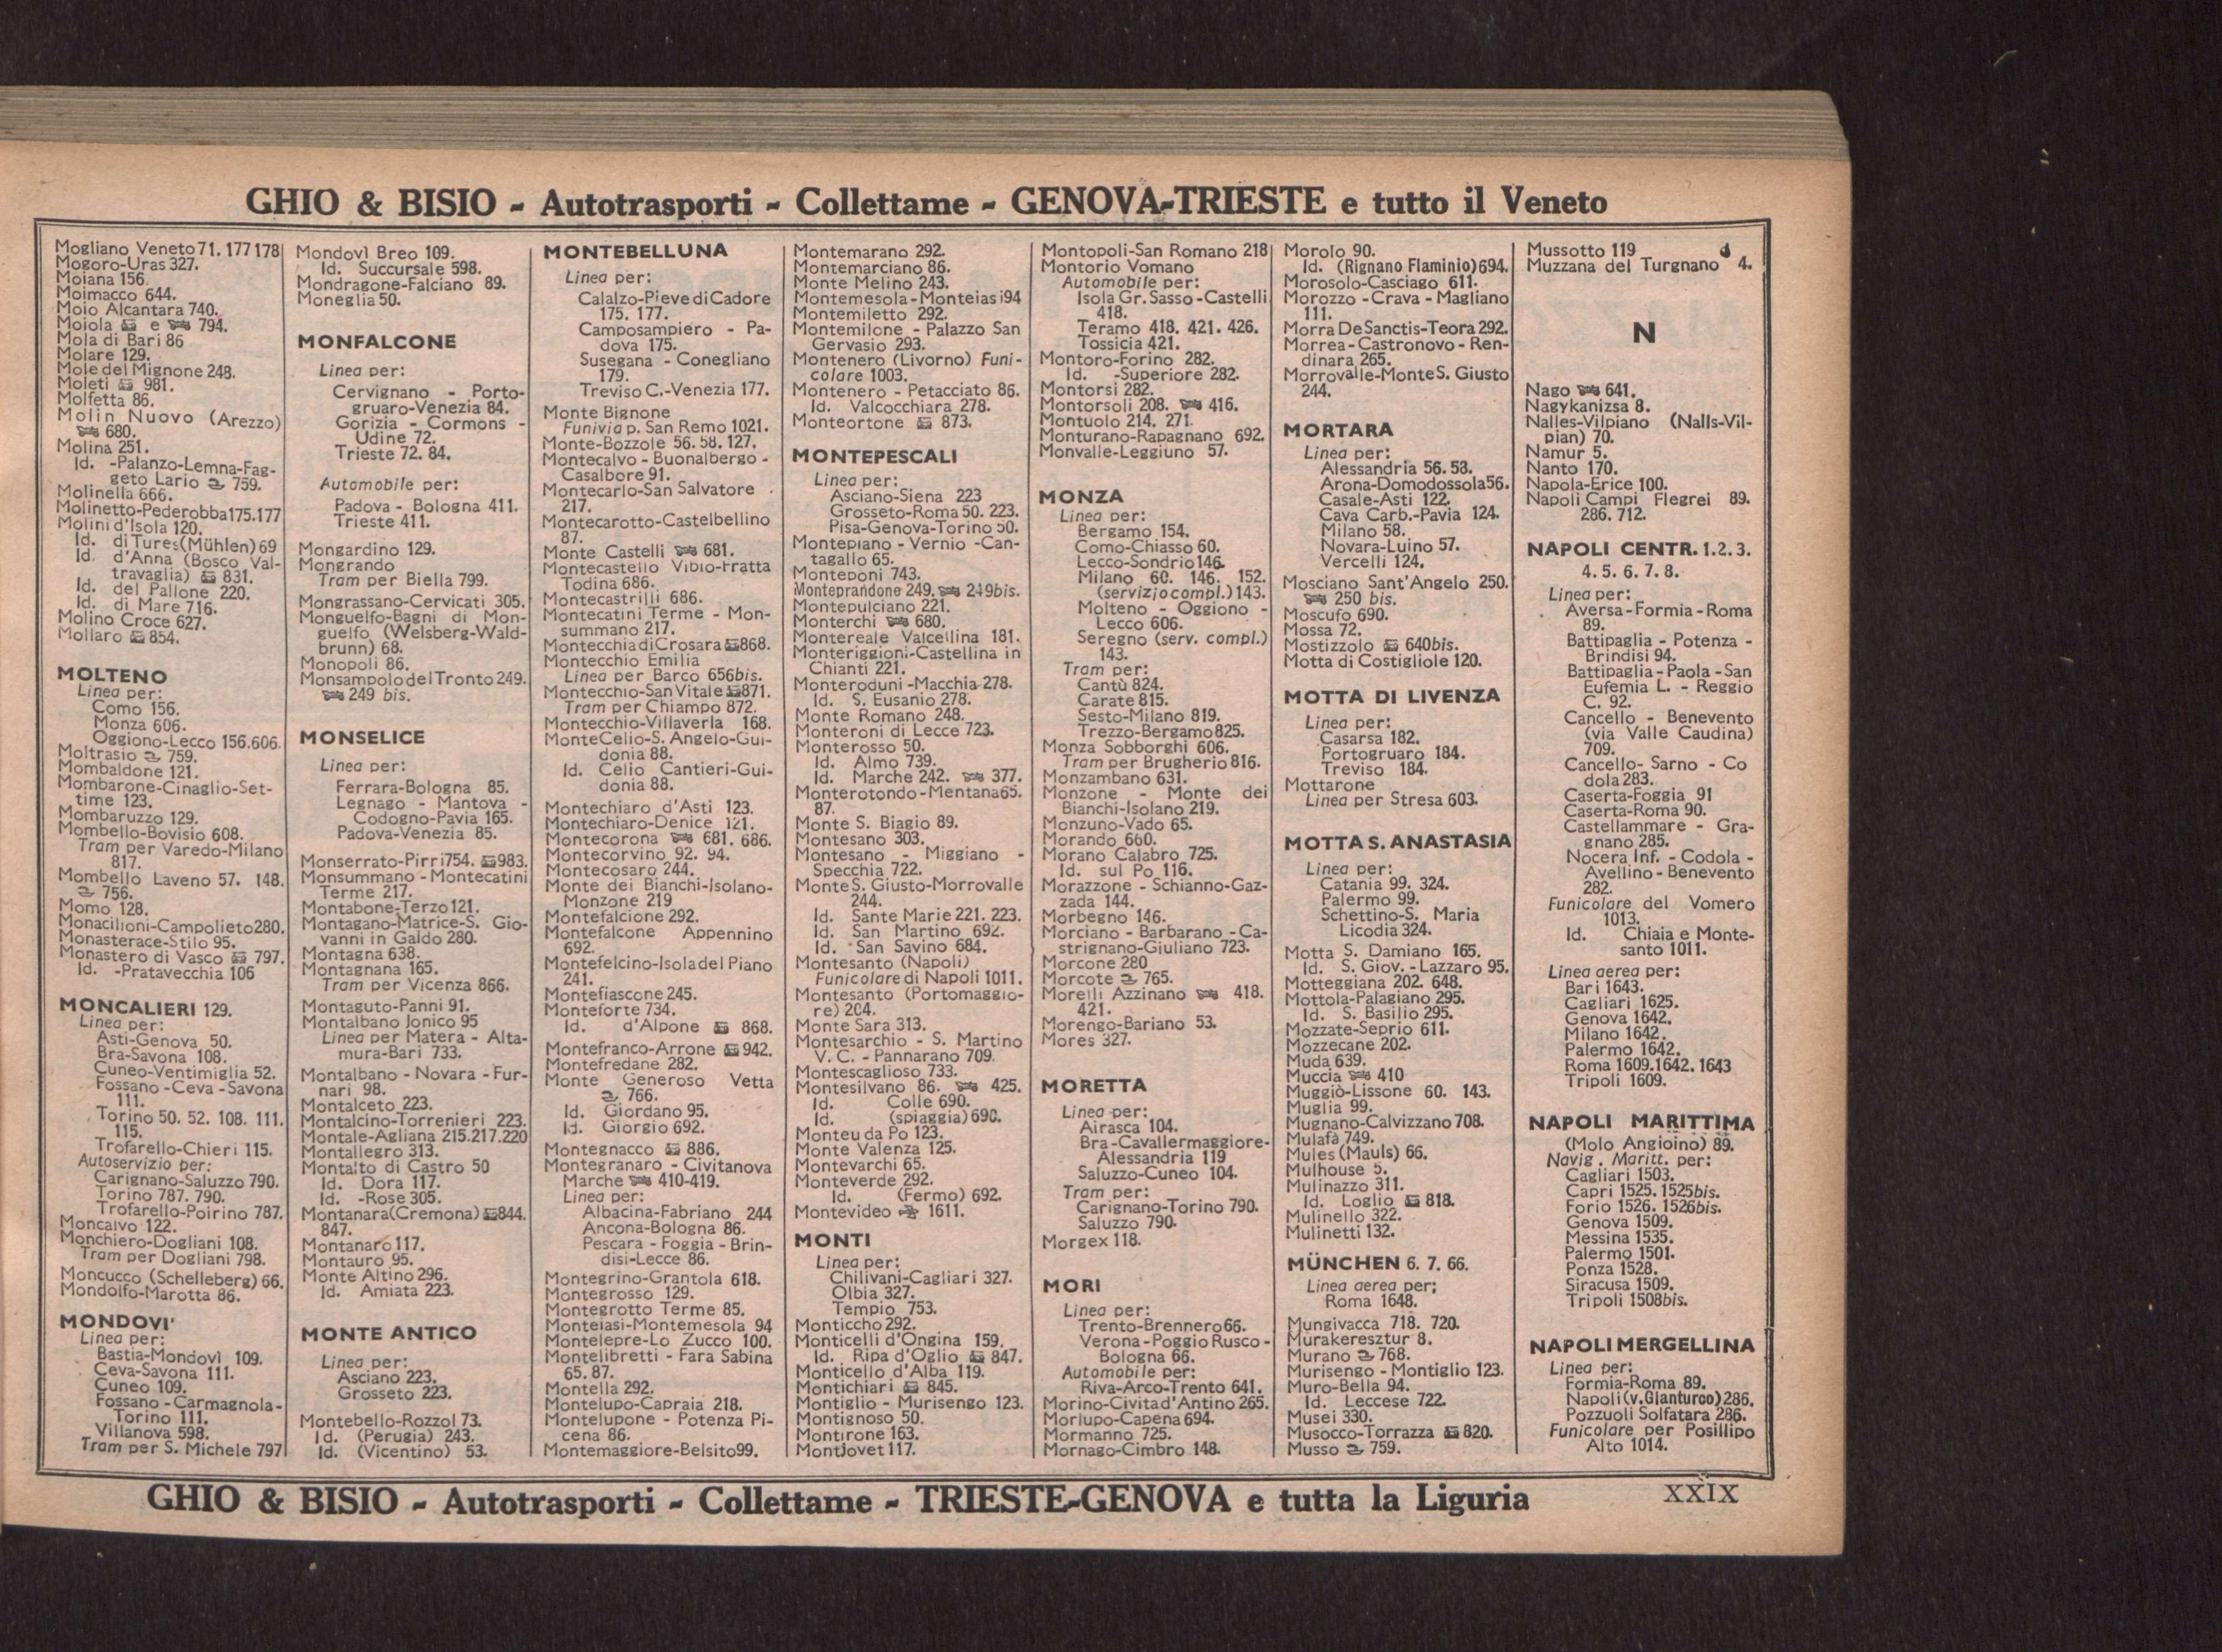 GHIO & BISIO - Autotrasporti - Collettame - GENOVA-TRIESTE e tutto il Veneto
Mogliano Veneto 71. 177 178
Mogoro-Uras 327.
Moiana 156.
Moimacco 644.
Moio Alcantara 740.
Moiola e 794.
Mola di Bari 86
Molare 129.
Mole del Mignone 248.
Moleti 981.
Molfetta 86.
Molin Nuovo (Arezzo)
680.
Molina 251.
Id. -Palanzo-Lemna-Fag-
geto Lario 759.
Molinella 666.
Molinetto-Pederobba 175.177
Molini d'Isola 120.
Id. di Tures (Mühlen) 69
Id. d'Anna (Bosco Val-
travaglia) 831.
Id. del Pallone 220.
Id. di Mare 716.
Molino Croce 627.
Mollaro 854.
MOLTENO
Linea per:
Como 156.
Monza 606.
Oggiono-Lecco 156.606.
Moltrasio 759.
Mombaldone 121.
Mombarone-Cinaglio-Set-
time 123.
Mombaruzzo 129.
Mombello-Bovisio 608.
Tram per Varedo-Milano
817.
Mombello Laveno 57. 148.
756.
Momo 128.
Monacilioni-Campolieto 280.
Monasterace-Stilo 95.
Monastero di Vasco 797.
Id. -Pratavecchia 106
MONCALIERI 129.
Linea per:
Asti-Genova 50.
Bra-Savona 108.
Cuneo-Ventimiglia 52.
Fossano - Ceva - Savona
111.
Torino 50. 52. 108. 111.
115.
Trofarello-Chieri 115.
Autoservizio per:
Carignano-Saluzzo 790.
Torino 787. 790.
Trofarello-Poirino 787.
Moncalvo 122.
Monchiero-Dogliani 108.
Tram per Dogliani 798.
Moncucco (Schelleberg) 66.
Mondolfo-Marotta 86.
MONDOVI'
Linea per:
Bastia-Mondovì 109.
Ceva-Savona 111.
Cuneo 109.
Fossano - Carmagnola-
Torino 111.
Villanova 598.
Tram per S. Michele 797
Mondovì Breo 109.
Id. Succursale 598.
Mondragone-Falciano 89.
Moneglia 50.
MONFALCONE
Linea per:
Cervignano - Porto-
gruaro-Venezia 84.
Gorizia - Cormons -
Udine 72.
Trieste 72. 84.
Automobile per:
Padova - Bologna 411.
Trieste 411.
Mongardino 129.
Mongrando
Tram per Biella 799.
Mongrassano-Cervicati 305.
Monguelfo-Bagni di Mon-
guelfo (Welsberg-Wald-
brunn) 68.
Monopoli 86.
Monsampolo del Tronto 249.
249 bis.
MONSELICE
Linea per:
Ferrara-Bologna 85.
Legnago - Mantova -
Codogno-Pavia 165.
Padova-Venezia 85.
Monserrato-Pirri 754. 983.
Monsummano - Montecatini
Terme 217.
Montabone-Terzo 121.
Montagano-Matrice-S. Gio-
vanni in Galdo 280.
Montagna 638.
Montagnana 165.
Tram per Vicenza 866.
Montaguto-Panni 91.
Montalbano Jonico 95
Linea per Matera - Alta-
mura-Bari 733.
Montalbano - Novara - Fur-
nari 98.
Montalceto 223.
Montalcino-Torrenieri 223.
Montale-Agliana 215.217.220
Montallegro 313.
Montalto di Castro 50
Id. Dora 117.
Id. -Rose 305.
Montanara (Cremona) 844.
847.
Montanaro 117.
Montauro 95.
Monte Altino 296.
Id. Amiata 223.
MONTE ANTICO
Linea per:
Asciano 223.
Grosseto 223.
Montebello-Rozzol 73.
Id. (Perugia) 243.
Id. (Vicentino) 53.
MONTEBELLUNA
Linea per:
Calalzo-Pieve di Cadore
175. 177.
Camposampiero - Pa-
dova 175.
Susegana - Conegliano
179.
Treviso C.-Venezia 177.
Monte Bignone
Funivia p. San Remo 1021.
Monte-Bozzole 56. 58. 127.
Montecalvo - Buonalbergo -
Casalbore 91.
Montecarlo-San Salvatore
217.
Montecarotto-Castelbellino
87.
Monte Castelli 681.
Montecastello Vibio-Fratta
Todina 686.
Montecastrilli 686.
Montecatini Terme - Mon-
summano 217.
Montecchia di Crosara 868.
Montecchio Emilia
Linea per Barco 656bis.
Montecchio-San Vitale 871.
Tram per Chiampo 872.
Montecchio-Villaverla 168.
Monte Celio-S. Angelo-Gui-
donia 88.
Id. Celio Cantieri-Gui-
donia 88.
Montechiaro d'Asti 123.
Montechiaro-Denice 121.
Montecorona 681. 686.
Montecorvino 92. 94.
Montecosaro 244.
Monte dei Bianchi-Isolano-
Monzone 219
Montefalcione 292.
Montefalcone Appennino
692.
Montefelcino-Isola del Piano
241.
Montefiascone 245.
Monteforte 734.
Id. d'Alpone 868.
Montefranco-Arrone 942.
Montefredane 282.
Monte Generoso Vetta
766.
Id. Giordano 95.
Id. Giorgio 692.
Montegnacco 886.
Montegranaro - Civitanova
Marche 410-419.
Linea per:
Albacina-Fabriano 244
Ancona-Bologna 86.
Pescara - Foggia - Brin-
disi-Lecce 86.
Montegrino-Grantola 618.
Montegrosso 129.
Montegrotto Terme 85.
Monteiasi-Montemesola 94
Montelepre-Lo Zucco 100.
Montelibretti - Fara Sabina
65. 87.
Montella 292.
Montelupo-Capraia 218.
Montelupone - Potenza Pi-
cena 86.
Montemaggiore-Belsito 99.
Montemarano 292.
Montemarciano 86.
Monte Melino 243.
Montemesola - Monteiasi 94
Montemiletto 292.
Montemilone - Palazzo San
Gervasio 293.
Montenero (Livorno) Funi-
colare 1003.
Montenero - Petacciato 86.
Id. Valcocchiara 278.
Monteortone 873.
MONTEPESCALI
Linea per:
Asciano-Siena 223
Grosseto-Roma 50. 223.
Pisa-Genova-Torino 50.
Montepiano - Vernio -Can-
tagallo 65.
Monteponi 743.
Monteprandone 249. 249bis.
Montepulciano 221.
Monterchi 680.
Montereale Valcellina 181.
Monteriggioni-Castellina in
Chianti 221.
Monteroduni -Macchia 278.
Id. S. Eusanio 278.
Monte Romano 248.
Monteroni di Lecce 723.
Monterosso 50.
Id. Almo 739.
Id. Marche 242. 377.
Monterotondo - Mentana 65.
87.
Monte S. Biagio 89.
Montesano 303.
Montesano - Miggiano -
Specchia 722.
Monte S. Giusto-Morrovalle
244.
Id. Sante Marie 221. 223.
Id. San Martino 692.
Id. San Savino 684.
Montesanto (Napoli)
Funicolare di Napoli 1011.
Montesanto (Portomaggio-
re) 204.
Monte Sara 313.
Montesarchio - S. Martino
V. C. - Pannarano 709.
Montescaglioso 733.
Montesilvano 86. 425.
Id. Colle 690.
Id. (spiaggia) 690.
Monteu da Po 123.
Monte Valenza 125.
Montevarchi 65.
Monteverde 292.
Id. (Fermo) 692.
Montevideo 1611.
MONTI
Linea per:
Chilivani-Cagliari 327.
Olbia 327.
Tempio 753.
Monticcho 292.
Monticelli d'Ongina 159.
Id. Ripa d'Oglio 847.
Monticello d'Alba 119.
Montichiari 845.
Montiglio - Murisengo 123.
Montignoso 50.
Montirone 163.
Montjovet 117.
Montopoli-San Romano 218
Montorio Vomano
Automobile per:
Isola Gr. Sasso - Castelli
418.
Teramo 418. 421. 426.
Tossicia 421.
Montoro-Forino 282.
Id. -Superiore 282.
Montorsi 282.
Montorsoli 208. 416.
Montuolo 214. 271.
Monturano-Rapagnano 692.
Monvalle-Leggiuno 57.
MONZA
Linea per:
Bergamo 154.
Como-Chiasso 60.
Lecco-Sondrio 146.
Milano 60. 146. 152.
(servizio compl.) 143.
Molteno - Oggiono -
Lecco 606.
Seregno (serv. compl.)
143.
Tram per:
Cantù 824.
Carate 815.
Sesto-Milano 819.
Trezzo-Bergamo 825.
Monza Sobborghi 606.
Tram per Brugherio 816.
Monzambano 631.
Monzone - Monte dei
Bianchi-Isolano 219.
Monzuno-Vado 65.
Morando 660.
Morano Calabro 725.
Id. sul Po 116.
Morazzone - Schianno-Gaz-
zada 144.
Morbegno 146.
Morciano - Barbarano - Ca-
strignano-Giuliano 723.
Morcone 280
Morcote 765.
Morelli Azzinano 418.
421.
Morengo-Bariano 53.
Mores 327.
MORETTA
Linea per:
Airasca 104.
Bra - Cavallermaggiore-
Alessandria 119
Saluzzo-Cuneo 104.
Tram per:
Carignano-Torino 790.
Saluzzo 790.
Morgex 118.
MORI
Linea per:
Trento-Brennero 66.
Verona - Poggio Rusco -
Bologna 66.
Automobile per:
Riva-Arco-Trento 641.
Morino-Civita d'Antino 265.
Morlupo-Capena 694.
Mormanno 725.
Mornago-Cimbro 148.
Morolo 90.
Id. (Rignano Flaminio) 694.
Morosolo-Casciago 611.
Morozzo - Crava - Magliano
111.
Morra De Sanctis-Teora 292.
Morrea - Castronovo - Ren-
dinara 265.
Morrovalle-Monte S. Giusto
244.
MORTARA
Linea per:
Alessandria 56. 58.
Arona-Domodossola 56.
Casale-Asti 122.
Cava Carb.-Pavia 124.
Milano 58.
Novara-Luino 57.
Vercelli 124.
Mosciano Sant'Angelo 250.
250 bis.
Moscufo 690.
Mossa 72.
Mostizzolo 640bis.
Motta di Costigliole 120.
MOTTA DI LIVENZA
Linea per:
Casarsa 182.
Portogruaro 184.
Treviso 184.
Mottarone
Linea per Stresa 603.
MOTTA S. ANASTASIA
Linea per:
Catania 99. 324.
Palermo 99.
Schettino-S. Maria
Licodia 324.
Motta S. Damiano 165.
Id. S. Giov. - Lazzaro 95.
Motteggiana 202. 648.
Mottola-Palagiano 295.
Id. S. Basilio 295.
Mozzate-Seprio 611.
Mozzecane 202.
Muda 639.
Muccia 410
Muggiò-Lissone 60. 143.
Muglia 99.
Mugnano-Calvizzano 708.
Mulafà 749.
Mules (Mauls) 66.
Mulhouse 5.
Mulinazzo 311.
Id. Loglio 818.
Mulinello 322.
Mulinetti 132.
MÜNCHEN 6. 7. 66.
Linea aerea per:
Roma 1648.
Mungivacca 718. 720.
Murakeresztur 8.
Murano 768.
Murisengo - Montiglio 123.
Muro-Bella 94.
Id. Leccese 722.
Musei 330.
Musocco-Torrazza 820.
Musso 759.
Mussotto 119
Muzzana del Turgnano 4.
N
Nago 641.
Nagykanizsa 8.
Nalles-Vilpiano (Nalls-Vil-
pian) 70.
Namur 5.
Nanto 170.
Napola-Erice 100.
Napoli Campi Flegrei 89.
286. 712.
NAPOLI CENTR. 1.2.3.
4. 5. 6. 7. 8.
Linea per:
Aversa - Formia - Roma
89.
Battipaglia - Potenza -
Brindisi 94.
Battipaglia - Paola - San
Eufemia L. - Reggio
C. 92.
Cancello - Benevento
(via Valle Caudina)
709.
Cancello- Sarno - Co
dola 283.
Caserta-Foggia 91
Caserta-Roma 90.
Castellammare - Gra-
gnano 285.
Nocera Inf. - Codola -
Avellino - Benevento
282.
Funicolare del Vomero
1013.
Id. Chiaia e Monte-
santo 1011.
Linea aerea per:
Bari 1643.
Cagliari 1625.
Genova 1642.
Milano 1642.
Palermo 1642.
Roma 1609.1642. 1643
Tripoli 1609.
NAPOLI MARITTIMA
(Molo Angioino) 89.
Navig. Maritt. per:
Cagliari 1503.
Capri 1525. 1525bis.
Forio 1526. 1526bis.
Genova 1509.
Messina 1535.
Palermo 1501.
Ponza 1528.
Siracusa 1509.
Tripoli 1508bis.
NAPOLI MERGELLINA
Linea per:
Formia-Roma 89.
Napoli (v. Gianturco) 286.
Pozzuoli Solfatara 286.
Funicolare per Posillipo
Alto 1014.
GHIO & BISIO - Autotrasporti - Collettame - TRIESTE-GENOVA e tutta la Liguria
XXIX